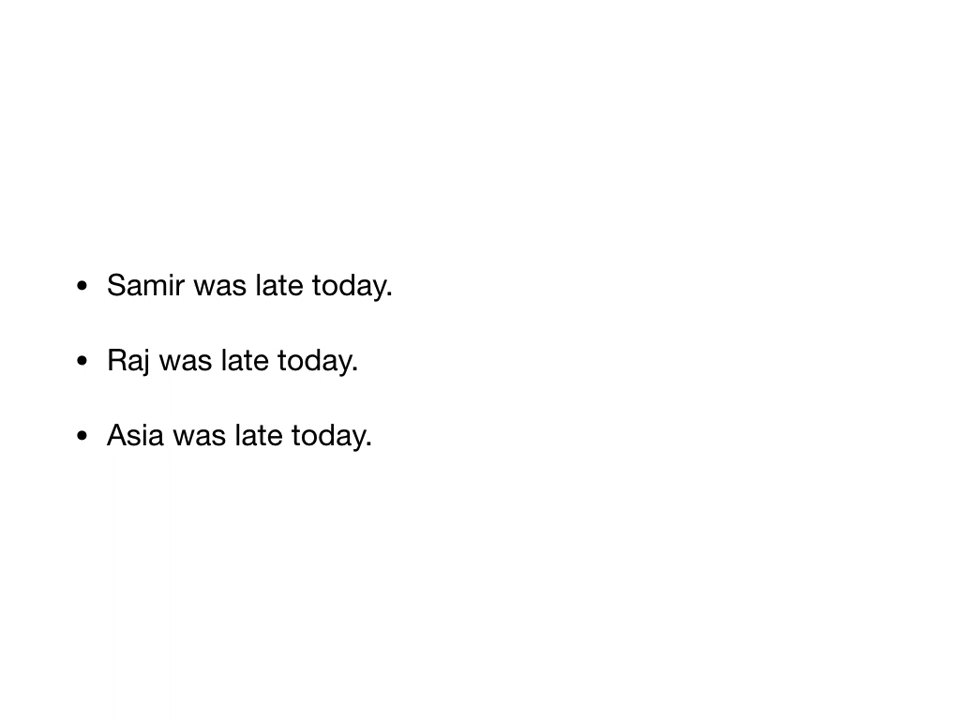 • Samir was late today.
• Raj was late today.
• Asia was late today.